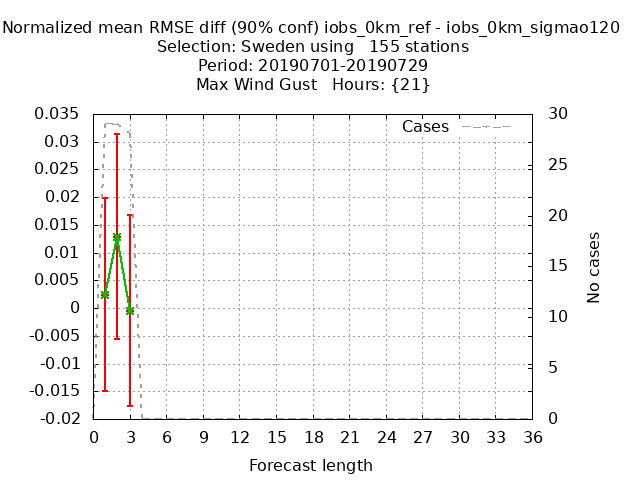 Normalized mean RMSE diff (90% conf) iobs_0km_ref - iobs_0km_sigmao120
Selection: Sweden using   155 stations
Period: 20190701-20190729
Max Wind Gust   Hours: {21}
Cases
0.035
0.03
0.025
0.02
0.015
0.01
0.005
0
-0.005
-0.01
-0.015
-0.02
30
25
20
15
10
5
0
No cases
0 3 6 9 12 15 18 21 24 27 30 33 36
Forecast length